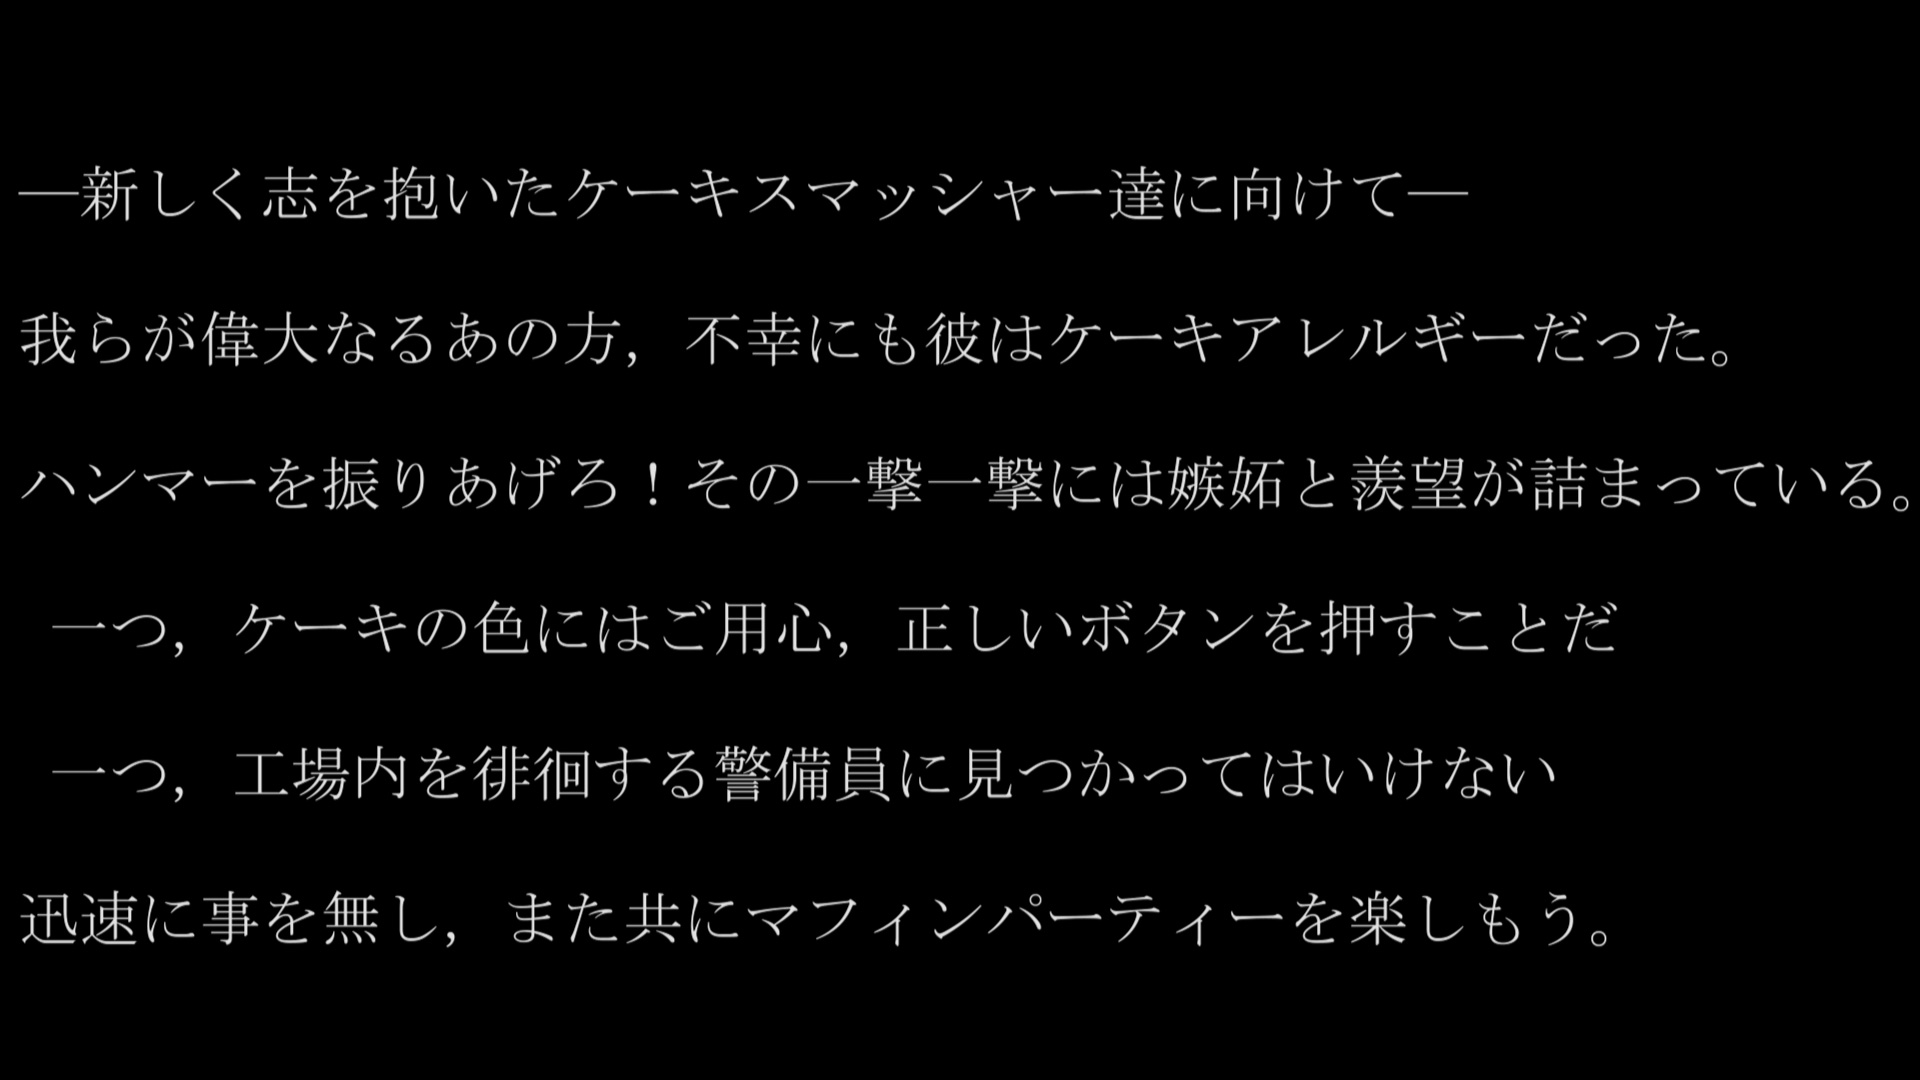 ―新しく志を抱いたケーキスマッシャー達に向けて―
我らが偉大なるあの方，不幸にも彼はケーキアレルギーだった。
ハンマーを振りあげろ！その一撃一撃には嫉妬と羨望が詰まっている。
一つ，ケーキの色にはご用心，正しいボタンを押すことだ
一つ，工場内を徘徊する警備員に見つかってはいけない
迅速に事を無し，また共にマフィンパーティーを楽しもう。